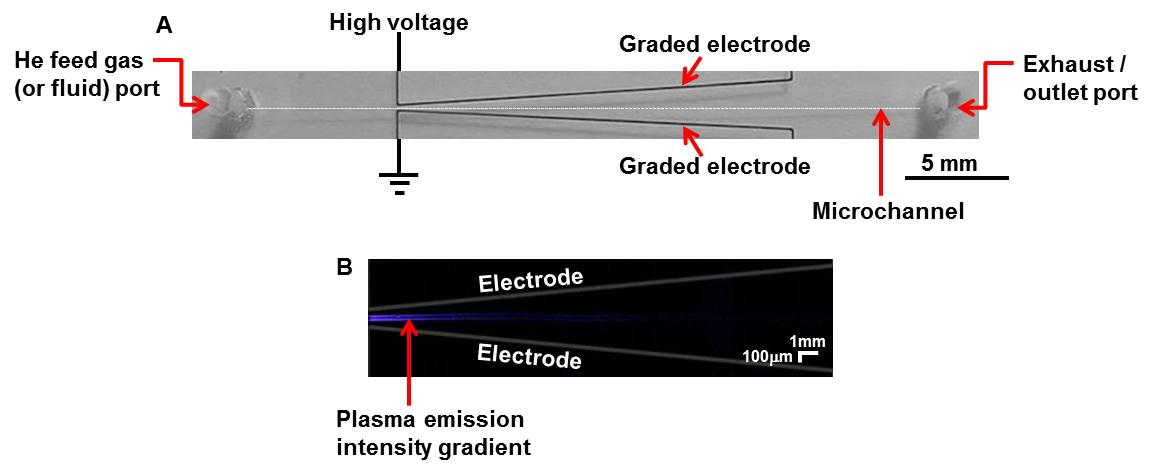 A
High voltage
Graded electrode
He feed gas
(or fluid) port
Exhaust /
outlet port
Graded electrode
5 mm
Microchannel
B
Electrode
1mm
100μm
Electrode
Plasma emission
intensity gradient